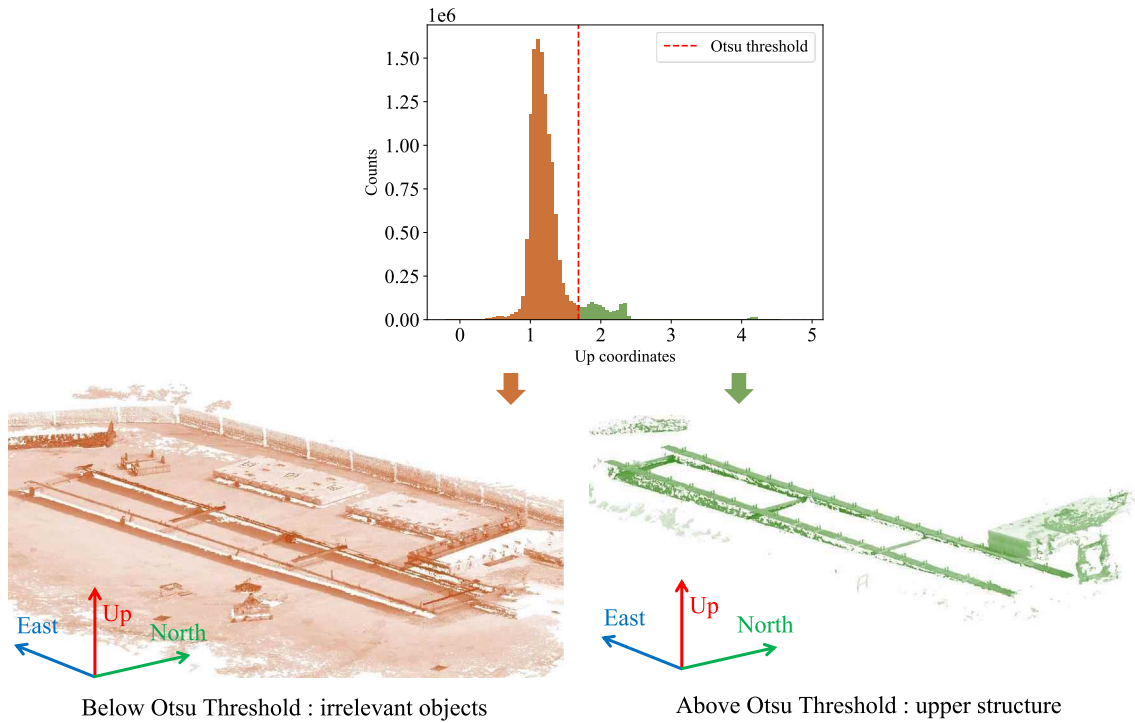 1e6
Otsu threshold
1.50
1.25
1.00
0.75
0.50
0.25
0.00
Counts
0 1 2 3 4 5
Up coordinates
East Up North
East Up North
Below Otsu Threshold : irrelevant objects
Above Otsu Threshold : upper structure